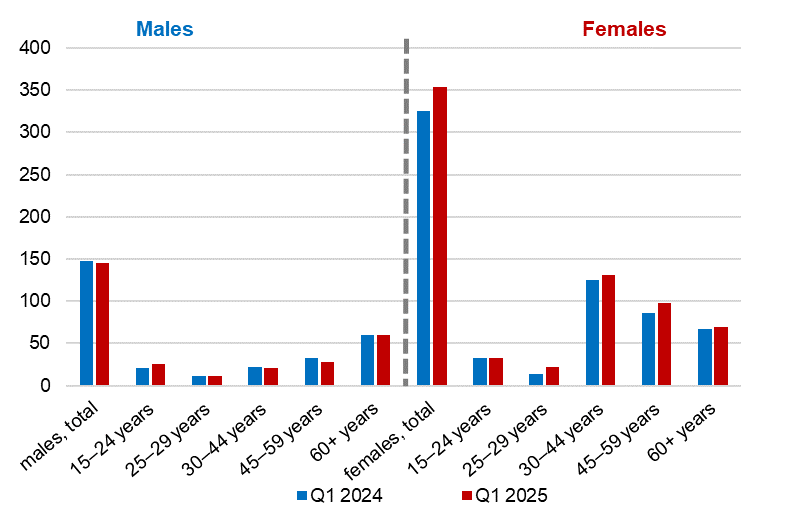 Males Females
400
350
300
250
200
150
100
50
0
males, total
15–24 years
25–29 years
30–44 years
45–59 years
60+ years
females, total
15–24 years
25–29 years
30–44 years
45–59 years
60+ years
Q1 2024 Q1 2025